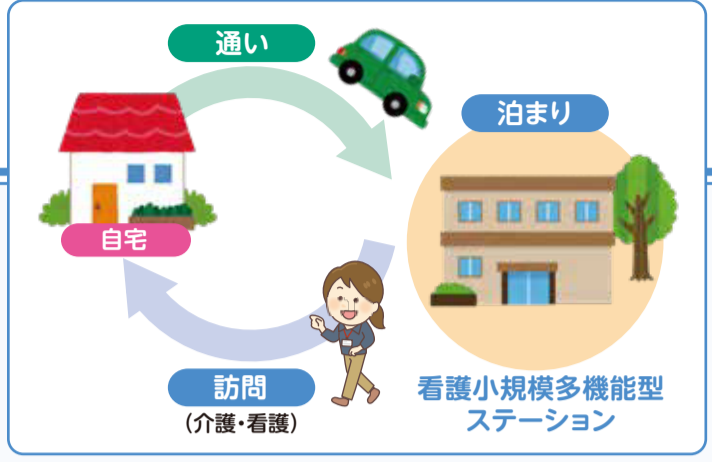 通い
泊まり
自宅
訪問
(介護・看護)
看護小規模多機能型
ステーション